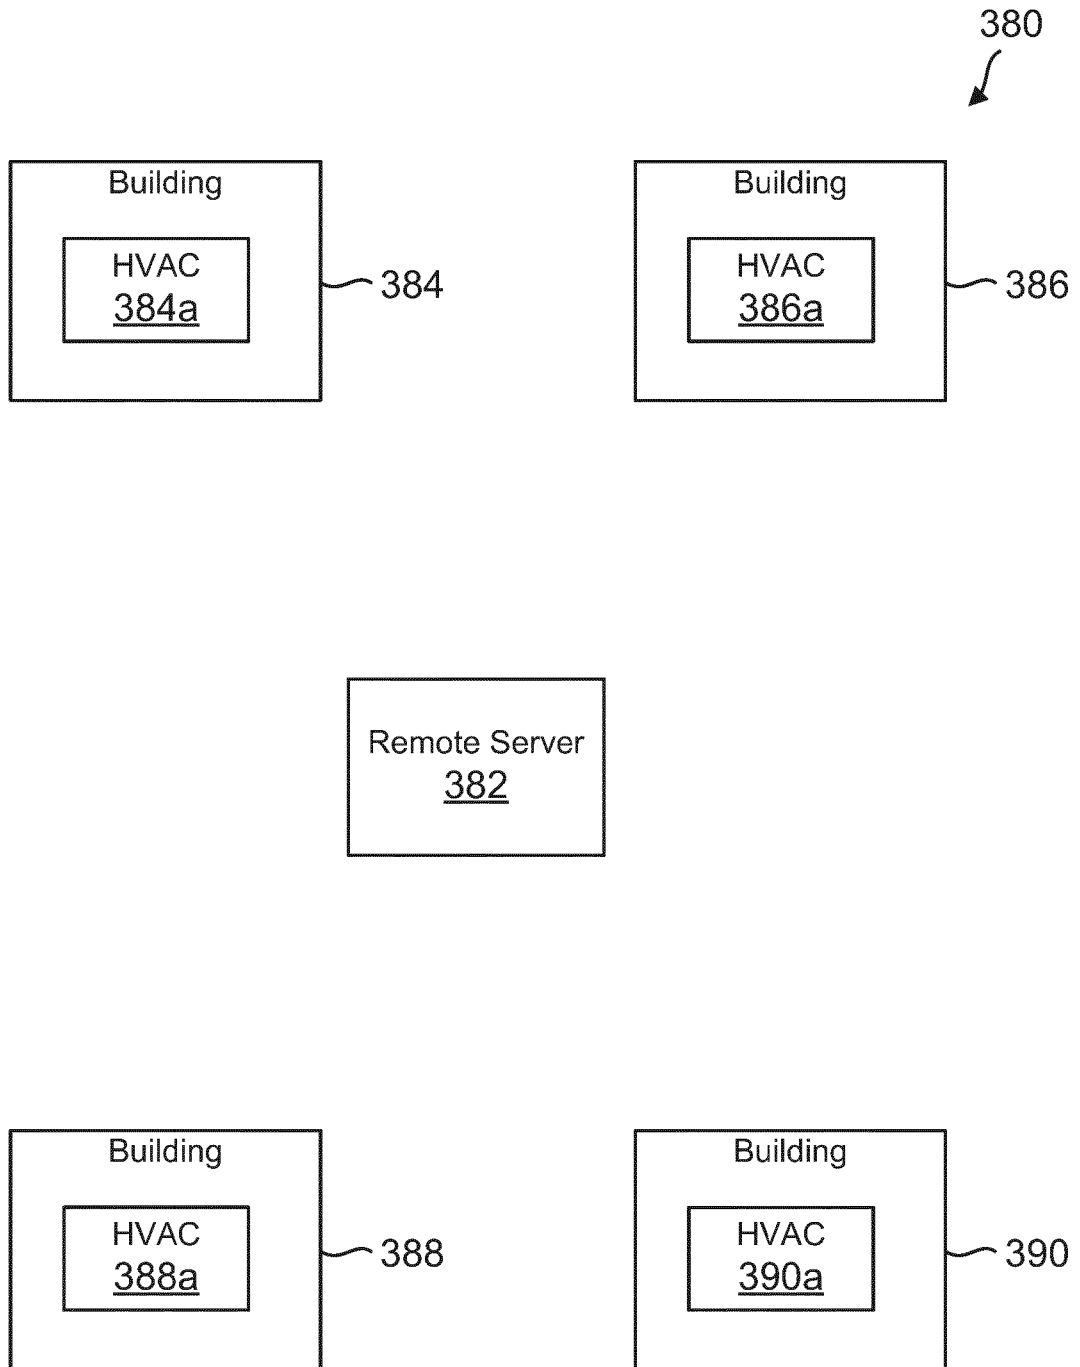 380
Building
HVAC
384a
384
Building
HVAC
386a
386
Remote Server
382
Building
HVAC
388a
388
Building
HVAC
390a
390